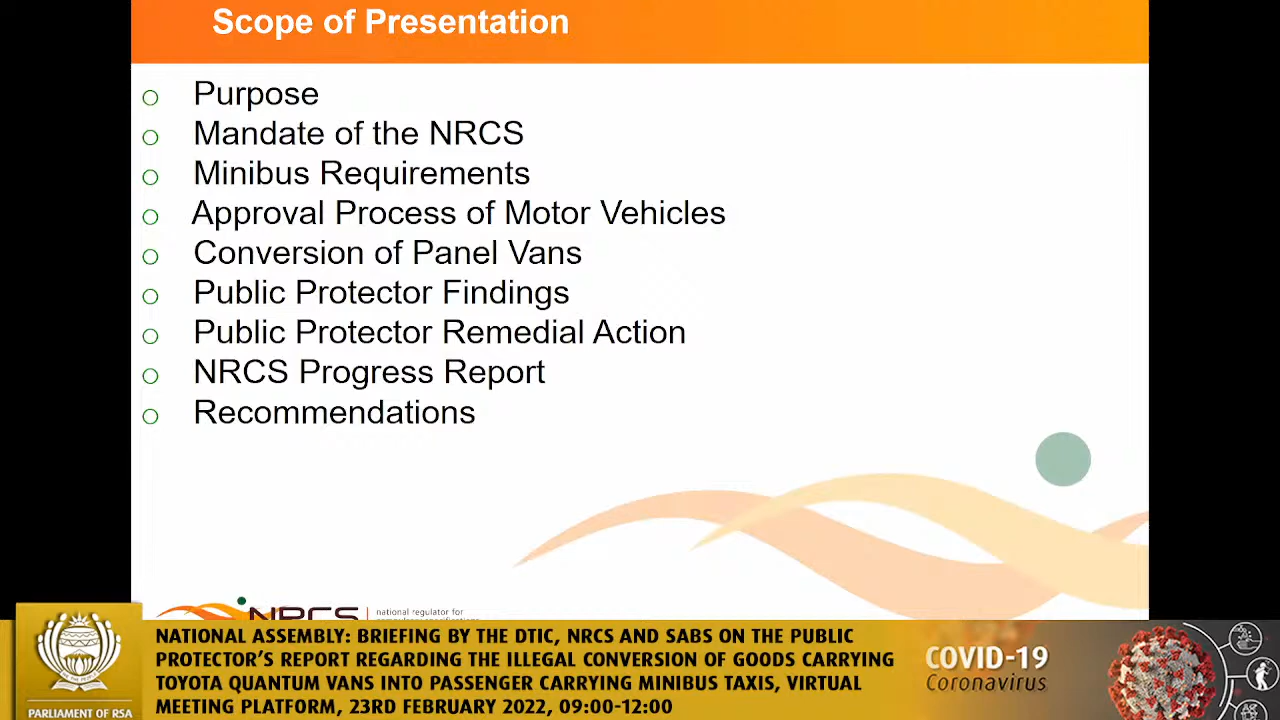 Scope of Presentation
Purpose
Mandate of the NRCS
Minibus Requirements
Approval Process of Motor Vehicles
Conversion of Panel Vans
Public Protector Findings
Public Protector Remedial Action
NRCS Progress Report
Recommendations
NRCS
national regulator for
NATIONAL ASSEMBLY: BRIEFING BY THE DTIC, NRCS AND SABS ON THE PUBLIC
PROTECTOR'S REPORT REGARDING THE ILLEGAL CONVERSION OF GOODS CARRYING
TOYOTA QUANTUM VANS INTO PASSENGER CARRYING MINIBUS TAXIS, VIRTUAL
MEETING PLATFORM, 23RD FEBRUARY 2022, 09:00-12:00
PARLIAMENT OF RSA
COVID-19
Coronavirus